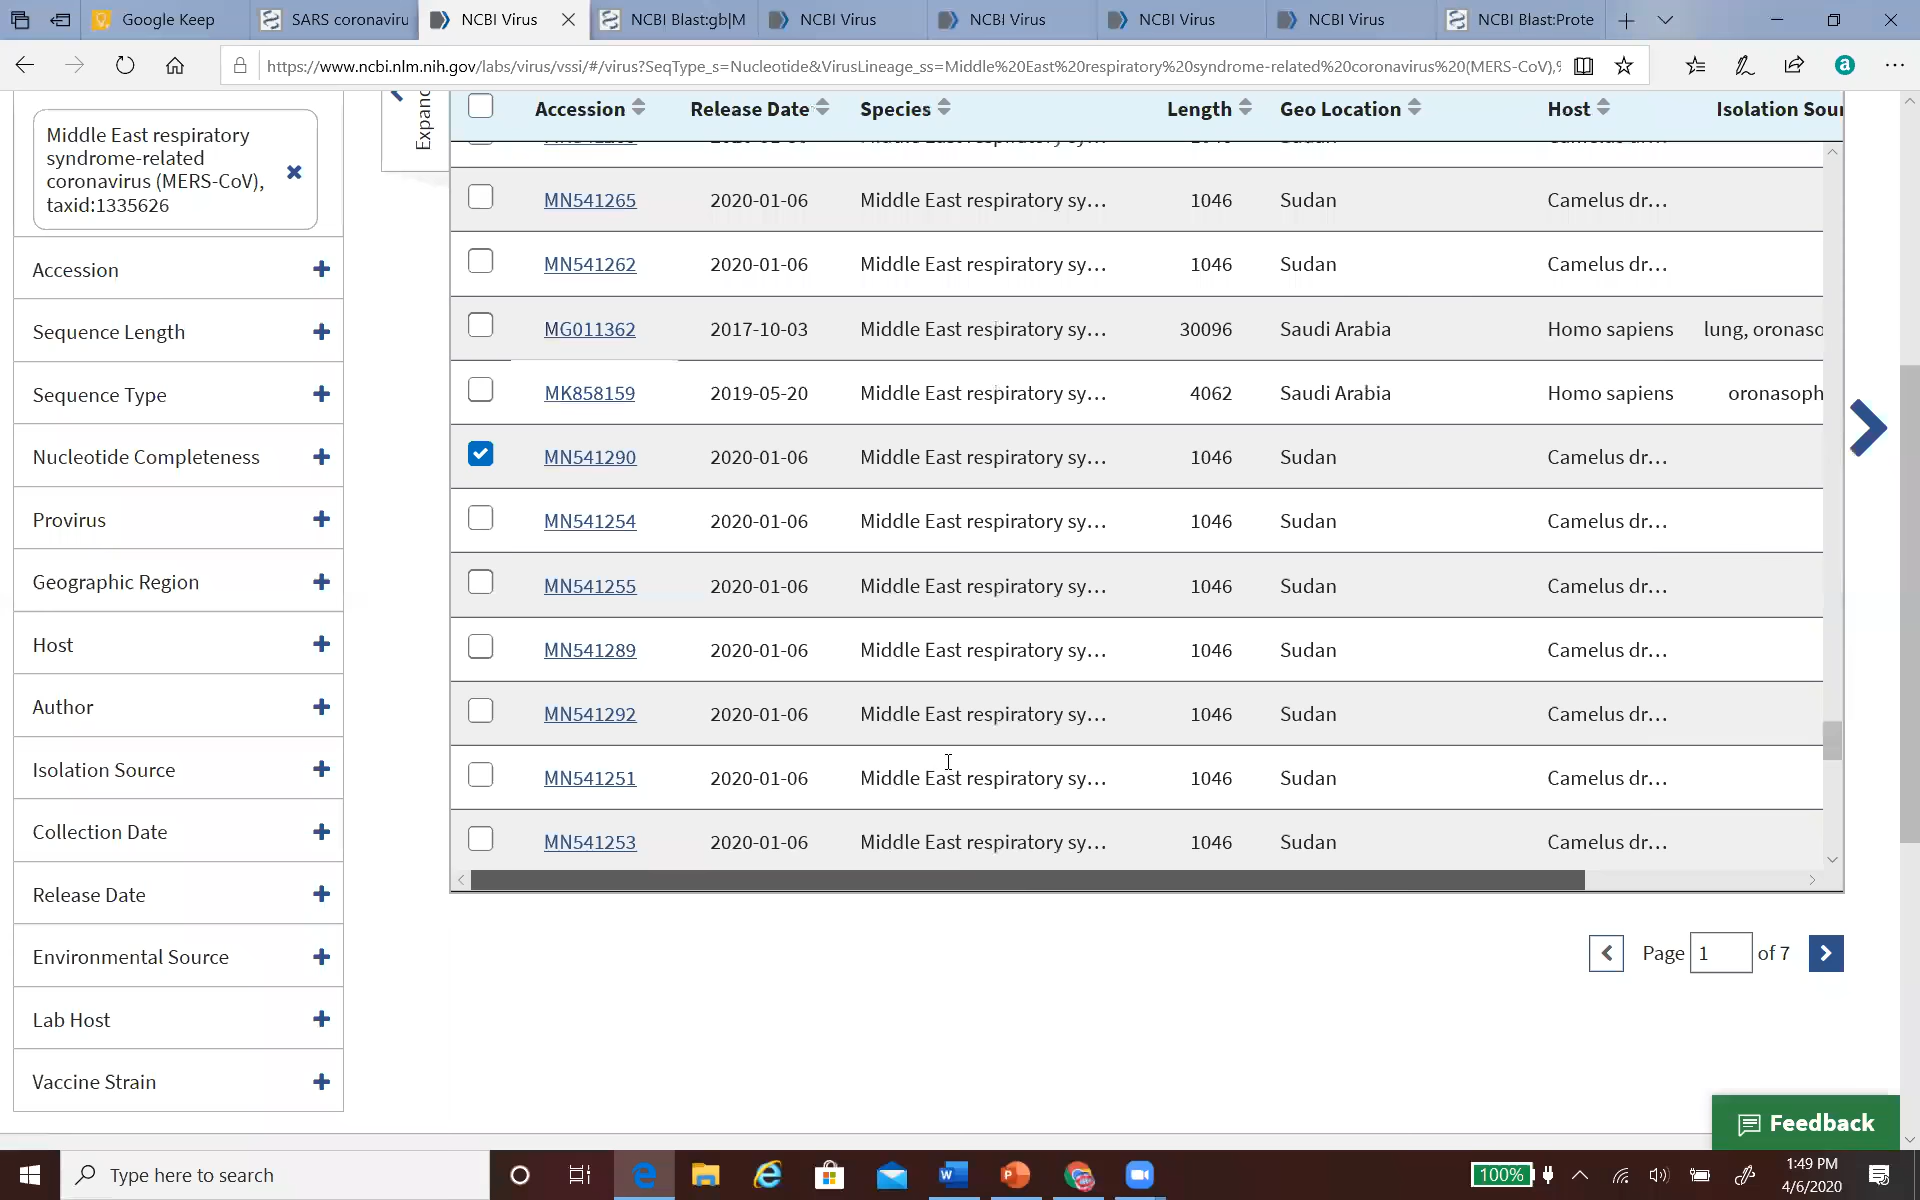 Google Keep
SARS coronaviru
NCBI Virus
NCBI Blast:gb|M
NCBI Virus
NCBI Virus
NCBI Virus
NCBI Virus
NCBI Blast:Prote
https://www.ncbi.nlm.nih.gov/labs/virus/vssi/#/virus?SeqType_s=Nucleotide&VirusLineage_ss=Middle%20East%20respiratory%20syndrome-related%20coronavirus%20(MERS-CoV),%
Middle East respiratory
syndrome-related
coronavirus (MERS-CoV),
taxid:1335626
Accession
Sequence Length
Sequence Type
Nucleotide Completeness
Provirus
Geographic Region
Host
Author
Isolation Source
Collection Date
Release Date
Environmental Source
Lab Host
Vaccine Strain
Expand
Accession Release Date Species Length Geo Location Host Isolation Sour
MN541265 2020-01-06 Middle East respiratory sy... 1046 Sudan Camelus dr...
MN541262 2020-01-06 Middle East respiratory sy... 1046 Sudan Camelus dr...
MG011362 2017-10-03 Middle East respiratory sy... 30096 Saudi Arabia Homo sapiens lung, oronaso
MK858159 2019-05-20 Middle East respiratory sy... 4062 Saudi Arabia Homo sapiens oronasoph
MN541290 2020-01-06 Middle East respiratory sy... 1046 Sudan Camelus dr...
MN541254 2020-01-06 Middle East respiratory sy... 1046 Sudan Camelus dr...
MN541255 2020-01-06 Middle East respiratory sy... 1046 Sudan Camelus dr...
MN541289 2020-01-06 Middle East respiratory sy... 1046 Sudan Camelus dr...
MN541292 2020-01-06 Middle East respiratory sy... 1046 Sudan Camelus dr...
MN541251 2020-01-06 Middle East respiratory sy... 1046 Sudan Camelus dr...
MN541253 2020-01-06 Middle East respiratory sy... 1046 Sudan Camelus dr...
Page 1 of 7
Feedback
Type here to search
100%
1:49 PM
4/6/2020